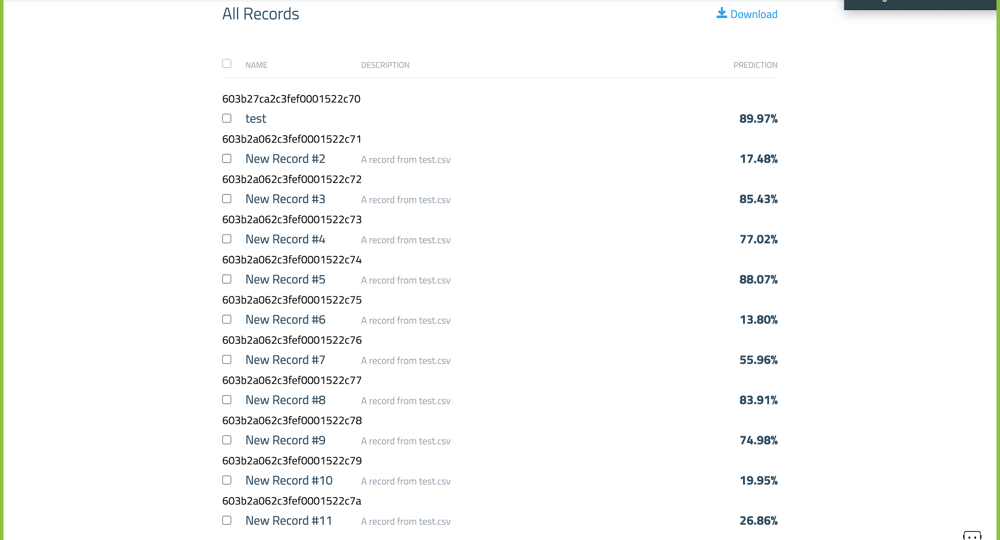 All Records
Download
NAME DESCRIPTION PREDICTION
603b27ca2c3fef0001522c70
test 89.97%
603b2a062c3fef0001522c71
New Record #2 A record from test.csv 17.48%
603b2a062c3fef0001522c72
New Record #3 A record from test.csv 85.43%
603b2a062c3fef0001522c73
New Record #4 A record from test.csv 77.02%
603b2a062c3fef0001522c74
New Record #5 A record from test.csv 88.07%
603b2a062c3fef0001522c75
New Record #6 A record from test.csv 13.80%
603b2a062c3fef0001522c76
New Record #7 A record from test.csv 55.96%
603b2a062c3fef0001522c77
New Record #8 A record from test.csv 83.91%
603b2a062c3fef0001522c78
New Record #9 A record from test.csv 74.98%
603b2a062c3fef0001522c79
New Record #10 A record from test.csv 19.95%
603b2a062c3fef0001522c7a
New Record #11 A record from test.csv 26.86%